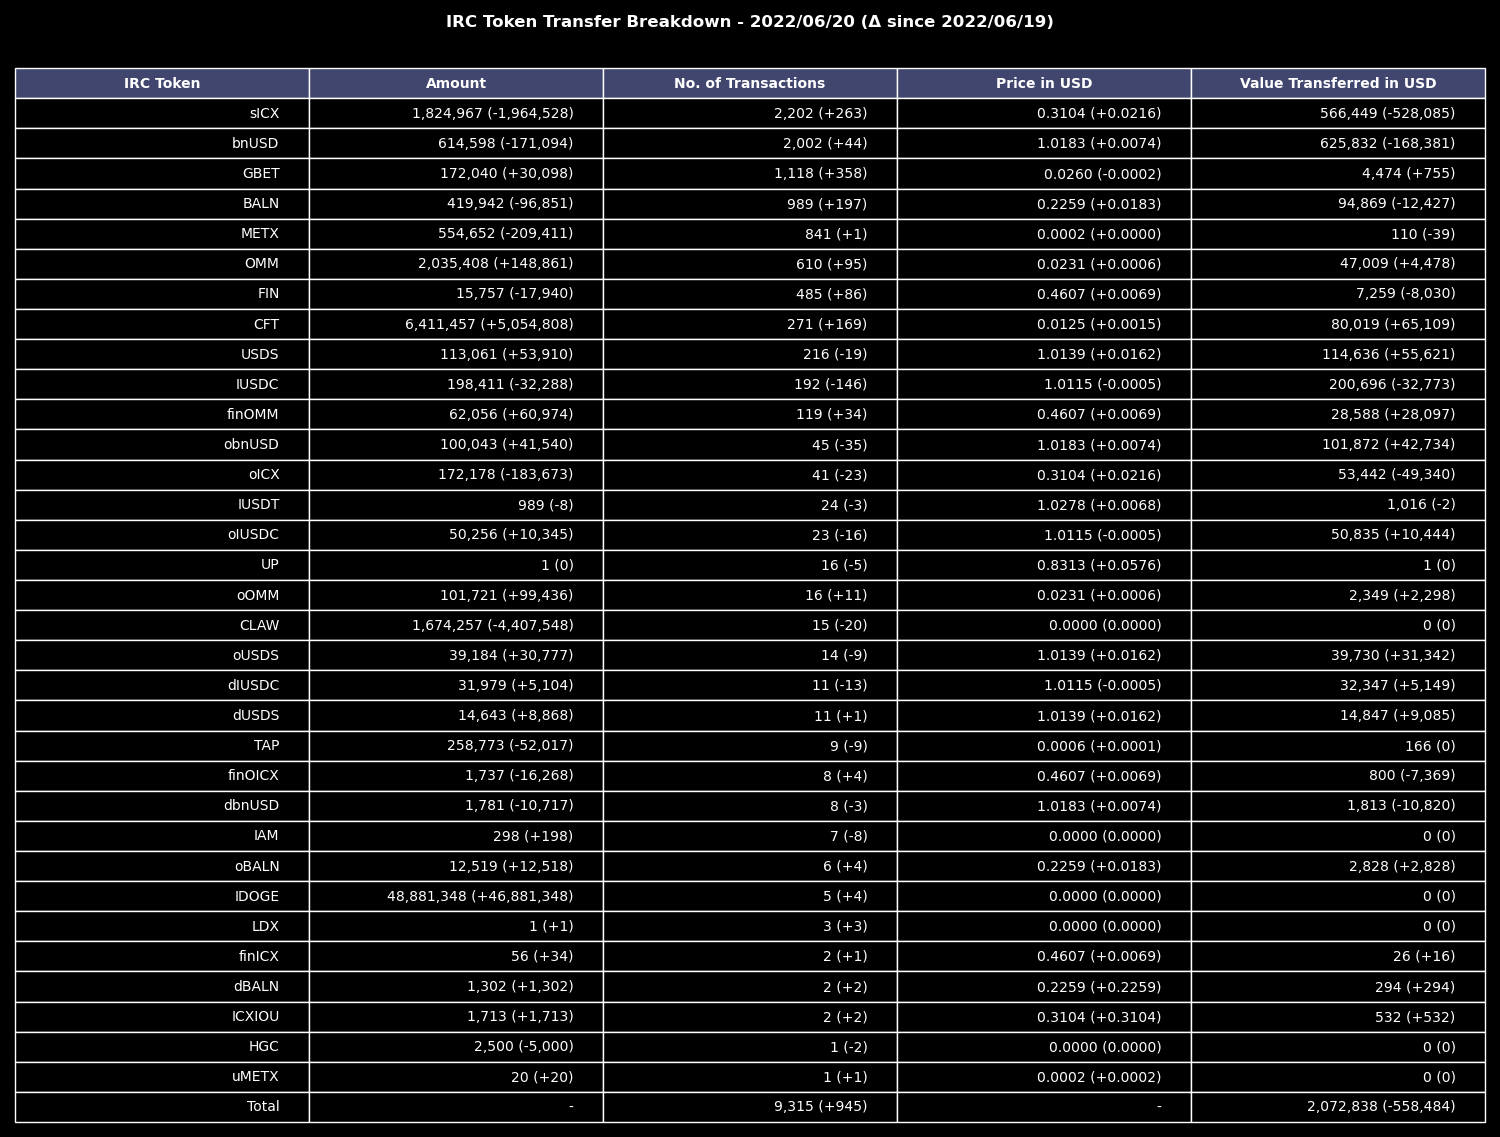 IRC Token Transfer Breakdown - 2022/06/20 (Δ since 2022/06/19)
IRC Token Amount No. of Transactions Price in USD Value Transferred in USD
sICX 1,824,967 (-1,964,528) 2,202 (+263) 0.3104 (+0.0216) 566,449 (-528,085)
bnUSD 614,598 (-171,094) 2,002 (+44) 1.0183 (+0.0074) 625,832 (-168,381)
GBET 172,040 (+30,098) 1,118 (+358) 0.0260 (-0.0002) 4,474 (+755)
BALN 419,942 (-96,851) 989 (+197) 0.2259 (+0.0183) 94,869 (-12,427)
METX 554,652 (-209,411) 841 (+1) 0.0002 (+0.0000) 110 (-39)
OMM 2,035,408 (+148,861) 610 (+95) 0.0231 (+0.0006) 47,009 (+4,478)
FIN 15,757 (-17,940) 485 (+86) 0.4607 (+0.0069) 7,259 (-8,030)
CFT 6,411,457 (+5,054,808) 271 (+169) 0.0125 (+0.0015) 80,019 (+65,109)
USDS 113,061 (+53,910) 216 (-19) 1.0139 (+0.0162) 114,636 (+55,621)
IUSDC 198,411 (-32,288) 192 (-146) 1.0115 (-0.0005) 200,696 (-32,773)
finOMM 62,056 (+60,974) 119 (+34) 0.4607 (+0.0069) 28,588 (+28,097)
obnUSD 100,043 (+41,540) 45 (-35) 1.0183 (+0.0074) 101,872 (+42,734)
oICX 172,178 (-183,673) 41 (-23) 0.3104 (+0.0216) 53,442 (-49,340)
IUSDT 989 (-8) 24 (-3) 1.0278 (+0.0068) 1,016 (-2)
oIUSDC 50,256 (+10,345) 23 (-16) 1.0115 (-0.0005) 50,835 (+10,444)
UP 1 (0) 16 (-5) 0.8313 (+0.0576) 1 (0)
oOMM 101,721 (+99,436) 16 (+11) 0.0231 (+0.0006) 2,349 (+2,298)
CLAW 1,674,257 (-4,407,548) 15 (-20) 0.0000 (0.0000) 0 (0)
oUSDS 39,184 (+30,777) 14 (-9) 1.0139 (+0.0162) 39,730 (+31,342)
dIUSDC 31,979 (+5,104) 11 (-13) 1.0115 (-0.0005) 32,347 (+5,149)
dUSDS 14,643 (+8,868) 11 (+1) 1.0139 (+0.0162) 14,847 (+9,085)
TAP 258,773 (-52,017) 9 (-9) 0.0006 (+0.0001) 166 (0)
finOICX 1,737 (-16,268) 8 (+4) 0.4607 (+0.0069) 800 (-7,369)
dbnUSD 1,781 (-10,717) 8 (-3) 1.0183 (+0.0074) 1,813 (-10,820)
IAM 298 (+198) 7 (-8) 0.0000 (0.0000) 0 (0)
oBALN 12,519 (+12,518) 6 (+4) 0.2259 (+0.0183) 2,828 (+2,828)
IDOGE 48,881,348 (+46,881,348) 5 (+4) 0.0000 (0.0000) 0 (0)
LDX 1 (+1) 3 (+3) 0.0000 (0.0000) 0 (0)
finICX 56 (+34) 2 (+1) 0.4607 (+0.0069) 26 (+16)
dBALN 1,302 (+1,302) 2 (+2) 0.2259 (+0.2259) 294 (+294)
ICXIOU 1,713 (+1,713) 2 (+2) 0.3104 (+0.3104) 532 (+532)
HGC 2,500 (-5,000) 1 (-2) 0.0000 (0.0000) 0 (0)
uMETX 20 (+20) 1 (+1) 0.0002 (+0.0002) 0 (0)
Total - 9,315 (+945) - 2,072,838 (-558,484)